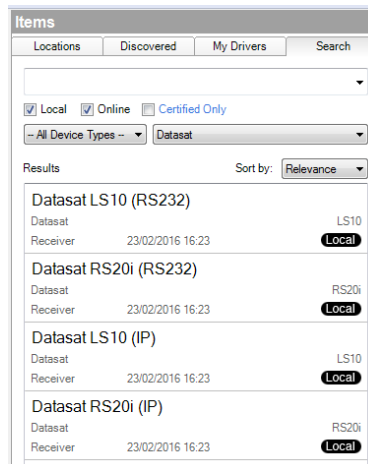 Items
Locations Discovered My Drivers Search
Local Online Certified Only
-- All Device Types -- Datasat
Results Sort by: Relevance
Datasat LS10 (RS232)
Datasat LS10
Receiver 23/02/2016 16:23 Local
Datasat RS20i (RS232)
Datasat RS20i
Receiver 23/02/2016 16:23 Local
Datasat LS10 (IP)
Datasat LS10
Receiver 23/02/2016 16:23 Local
Datasat RS20i (IP)
Datasat RS20i
Receiver 23/02/2016 16:23 Local